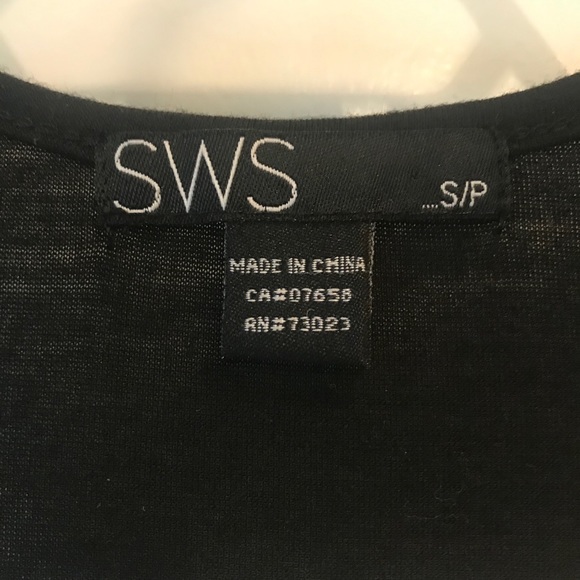 SWS ....S/P
MADE IN CHINA
CA#07658
RN#73023